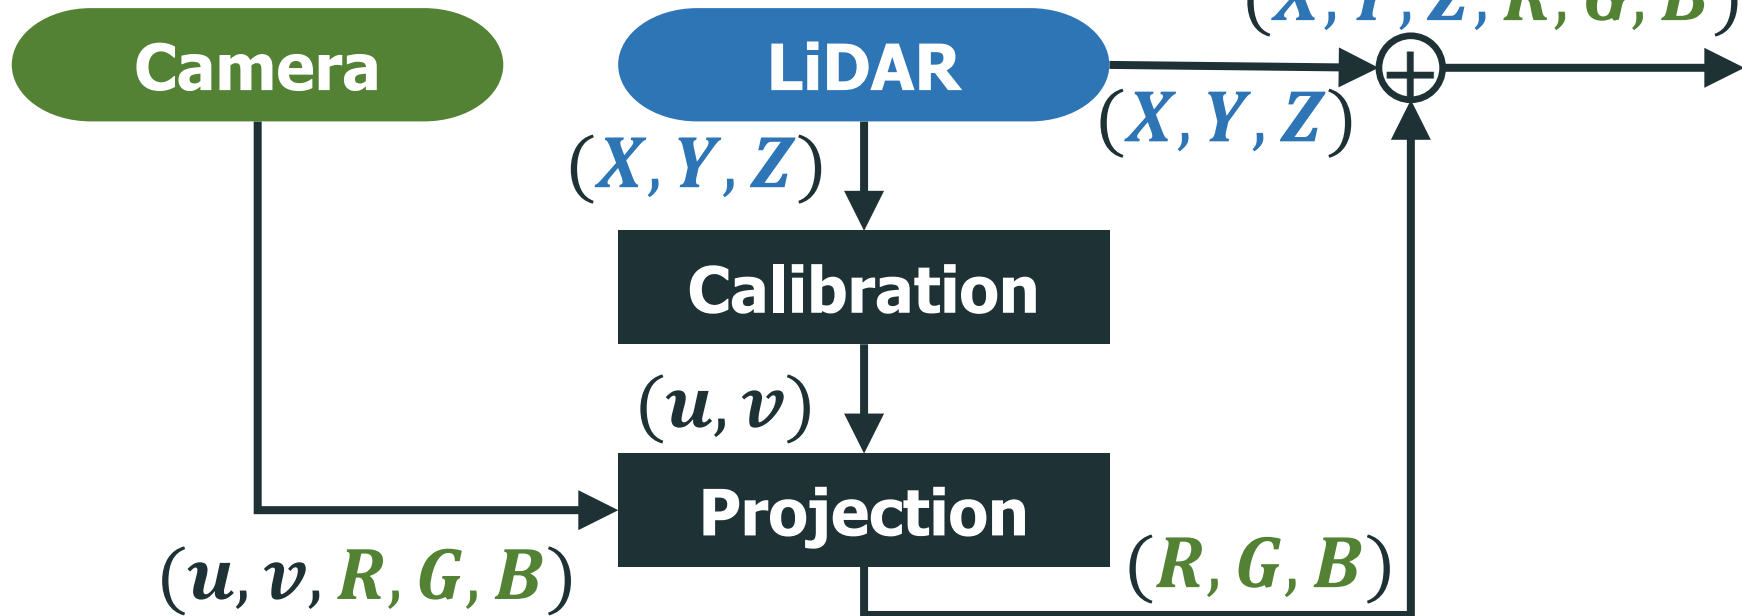 (X, Y, Z, R, G, B)
Camera
LiDAR
(X, Y, Z)
(X, Y, Z)
Calibration
(u, v)
Projection
(u, v, R, G, B)
(R, G, B)